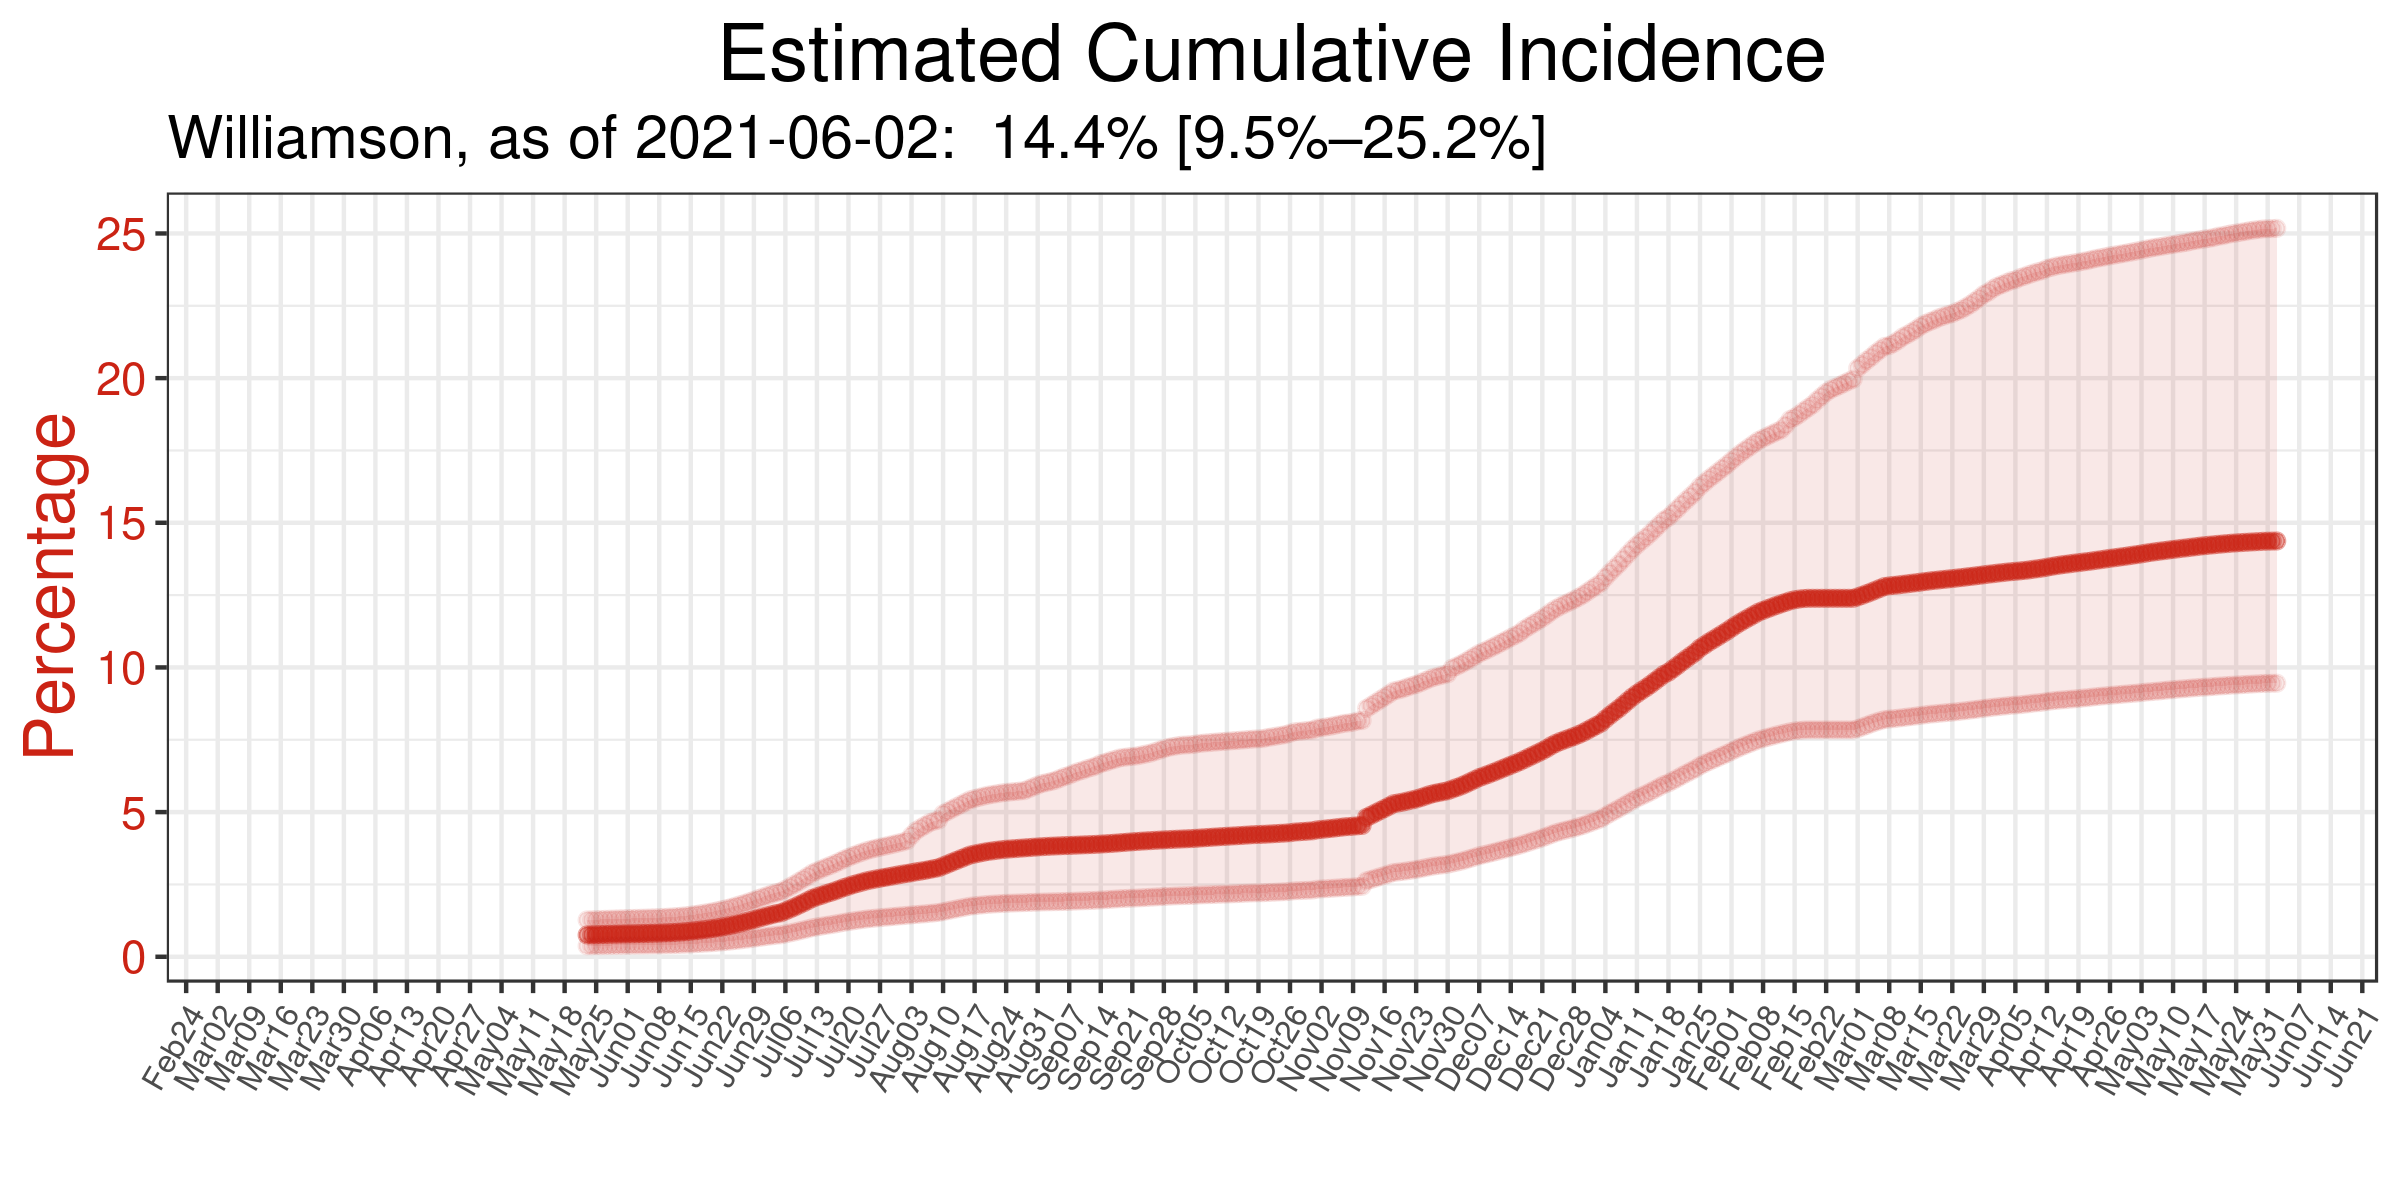 Estimated Cumulative Incidence
Williamson, as of 2021-06-02:  14.4% [9.5%–25.2%]
Percentage
25
20
15
10
5
0
Feb24
Mar02
Mar09
Mar16
Mar23
Mar30
Apr06
Apr13
Apr20
Apr27
May04
May11
May18
May25
Jun01
Jun08
Jun15
Jun22
Jun29
Jul06
Jul13
Jul20
Jul27
Aug03
Aug10
Aug17
Aug24
Aug31
Sep07
Sep14
Sep21
Sep28
Oct05
Oct12
Oct19
Oct26
Nov02
Nov09
Nov16
Nov23
Nov30
Dec07
Dec14
Dec21
Dec28
Jan04
Jan11
Jan18
Jan25
Feb01
Feb08
Feb15
Feb22
Mar01
Mar08
Mar15
Mar22
Mar29
Apr05
Apr12
Apr19
Apr26
May03
May10
May17
May24
May31
Jun07
Jun14
Jun21